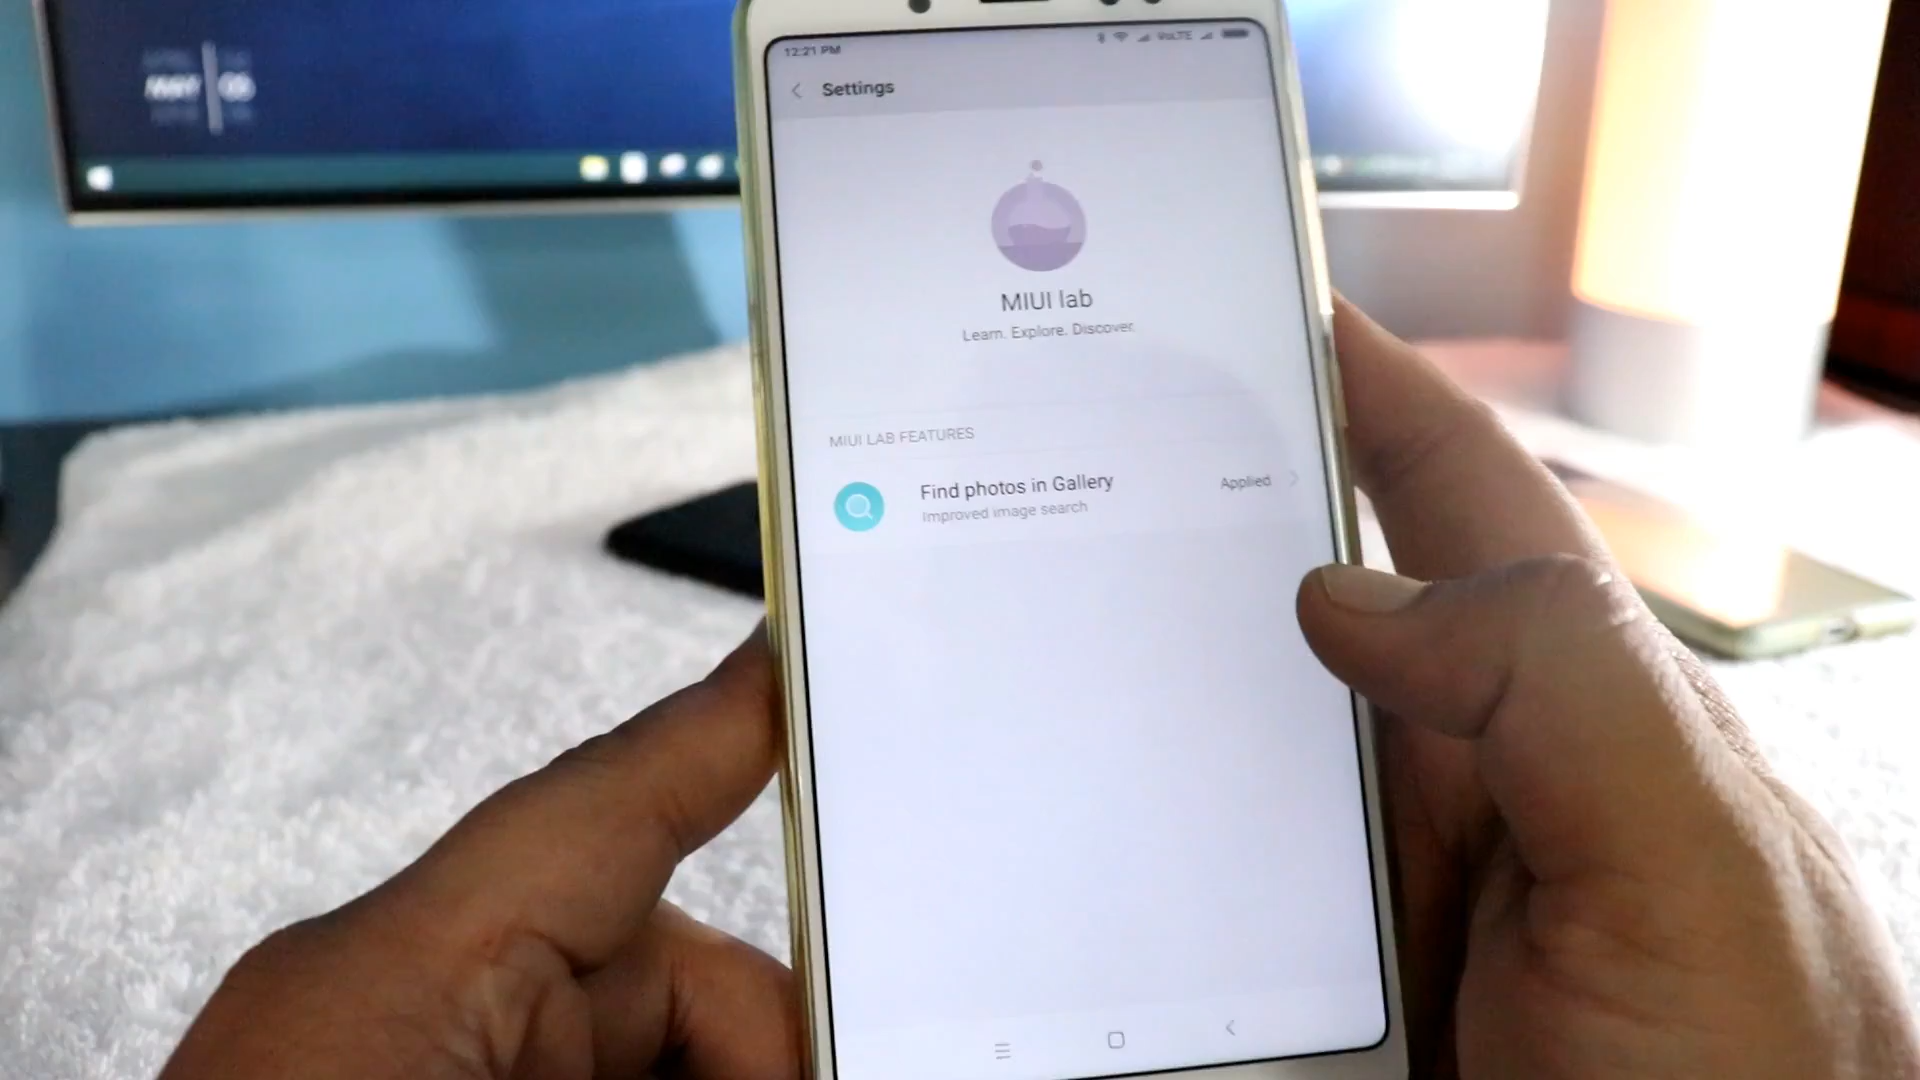 12:21 PM
VoLTE
Settings
MIUI lab
Learn. Explore. Discover.
MIUI LAB FEATURES
Find photos in Gallery
Applied
Improved image search